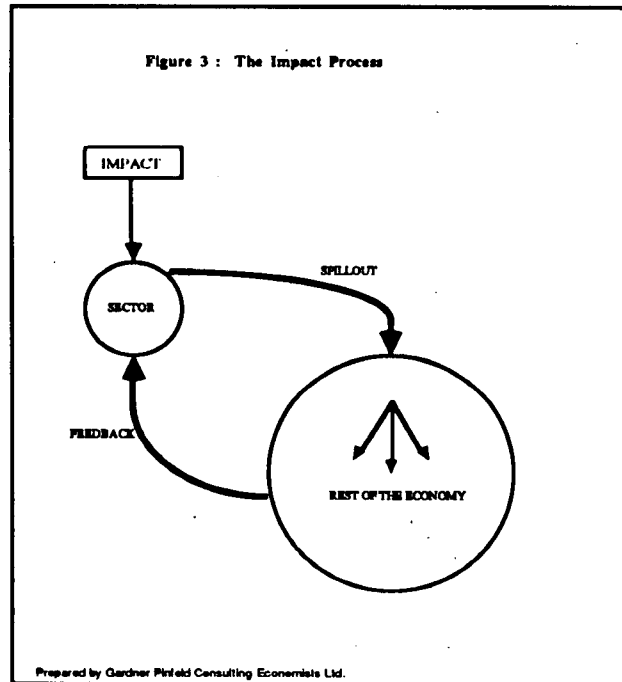 Figure 3 : The Impact Process
IMPACT
SPILLOUT
SECTOR
FEEDBACK
REST OF THE ECONOMY
Prepared by Gardner Pinfold Consulting Economists Ltd.